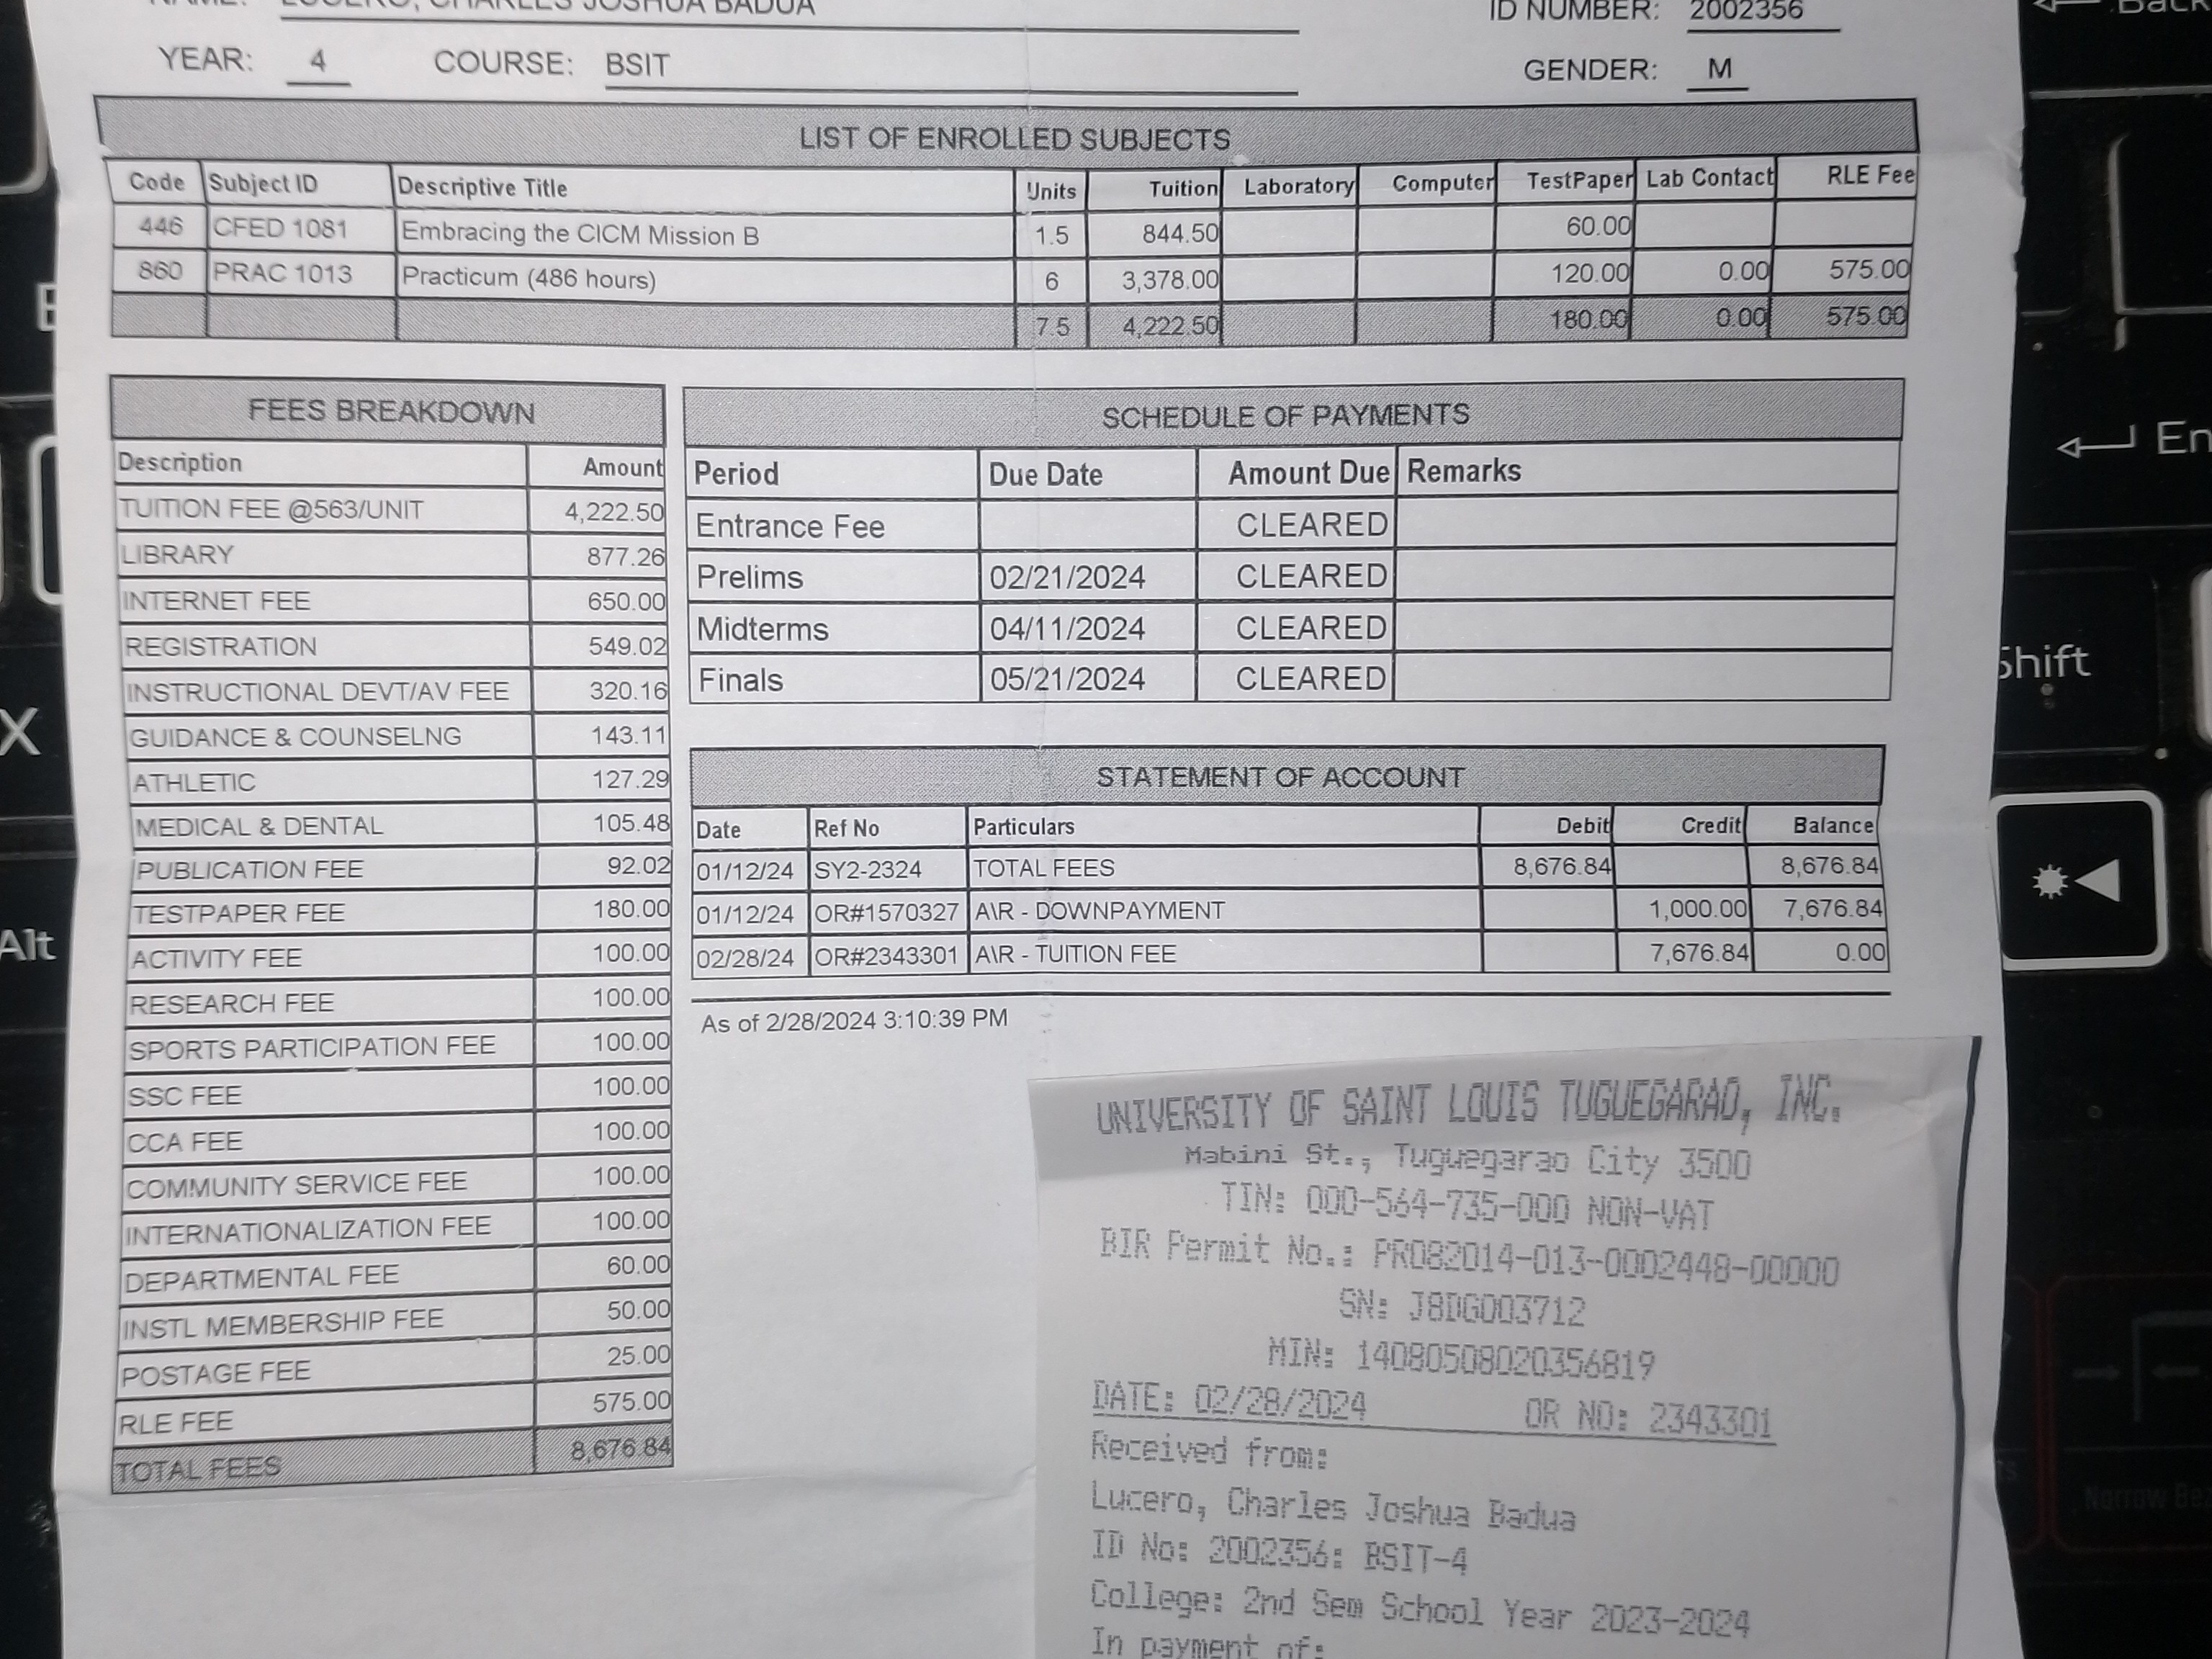 NAME: LUCERO, CHARLES JOSHUA BADUA ID NUMBER: 2002356
YEAR: 4 COURSE: BSIT GENDER: M
LIST OF ENROLLED SUBJECTS
Code Subject ID Descriptive Title Units Tuition Laboratory Computer TestPaper Lab Contact RLE Fee
446 CFED 1081 Embracing the CICM Mission B 1.5 844.50 60.00
860 PRAC 1013 Practicum (486 hours) 6 3,378.00 120.00 0.00 575.00
7.5 4,222.50 180.00 0.00 575.00
FEES BREAKDOWN
Description Amount
TUITION FEE @563/UNIT 4,222.50
LIBRARY 877.26
INTERNET FEE 650.00
REGISTRATION 549.02
INSTRUCTIONAL DEVT/AV FEE 320.16
GUIDANCE & COUNSELNG 143.11
ATHLETIC 127.29
MEDICAL & DENTAL 105.48
PUBLICATION FEE 92.02
TESTPAPER FEE 180.00
ACTIVITY FEE 100.00
RESEARCH FEE 100.00
SPORTS PARTICIPATION FEE 100.00
SSC FEE 100.00
CCA FEE 100.00
COMMUNITY SERVICE FEE 100.00
INTERNATIONALIZATION FEE 100.00
DEPARTMENTAL FEE 60.00
INSTL MEMBERSHIP FEE 50.00
POSTAGE FEE 25.00
RLE FEE 575.00
TOTAL FEES 8,676.84
SCHEDULE OF PAYMENTS
Period Due Date Amount Due Remarks
Entrance Fee CLEARED
Prelims 02/21/2024 CLEARED
Midterms 04/11/2024 CLEARED
Finals 05/21/2024 CLEARED
STATEMENT OF ACCOUNT
Date Ref No Particulars Debit Credit Balance
01/12/24 SY2-2324 TOTAL FEES 8,676.84 8,676.84
01/12/24 OR#1570327 A\R - DOWNPAYMENT 1,000.00 7,676.84
02/28/24 OR#2343301 A\R - TUITION FEE 7,676.84 0.00
As of 2/28/2024 3:10:39 PM
UNIVERSITY OF SAINT LOUIS TUGUEGARAO, INC.
Mabini St., Tuguegarao City 3500
TIN: 000-564-735-000 NON-VAT
BIR Permit No.: PR082014-013-0002448-00000
SN: J8DG003712
MIN: 14080508020356819
DATE: 02/28/2024 OR NO: 2343301
Received from:
Lucero, Charles Joshua Badua
ID No: 2002356: BSIT-4
College: 2nd Sem School Year 2023-2024
In payment of:
X
Alt
Back
En
Shift